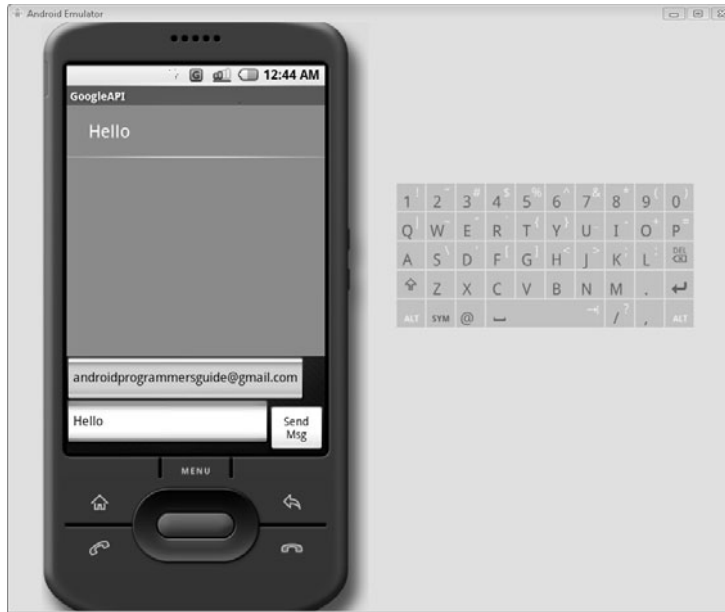 Android Emulator
G 12:44 AM
GoogleAPI
Hello
androidprogrammersguide@gmail.com
Hello
Send
Msg
MENU
1 ! 2 3 # 4 $ 5 % 6 ^ 7 & 8 * 9 ( 0 )
Q | W E R T { Y } U I O + P =
A S \ D F [ G ] H < J > K ; L : DEL
Z X C V B N M .
ALT SYM @ / ? , ALT